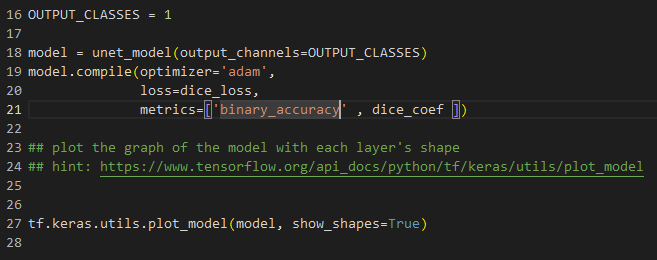 16 OUTPUT_CLASSES = 1
17
18 model = unet_model(output_channels=OUTPUT_CLASSES)
19 model.compile(optimizer='adam',
20               loss=dice_loss,
21               metrics=['binary_accuracy' , dice_coef ])
22
23 ## plot the graph of the model with each layer's shape
24 ## hint: https://www.tensorflow.org/api_docs/python/tf/keras/utils/plot_model
25
26
27 tf.keras.utils.plot_model(model, show_shapes=True)
28